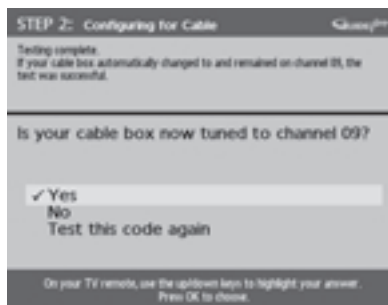 STEP 2: Configuring for Cable
Testing complete.
If your cable box automatically changed to and remained on channel 09, the
test was successful.
Is your cable box now tuned to channel 09?
✓ Yes
No
Test this code again
On your TV remote, use the up/down keys to highlight your answer.
Press OK to choose.